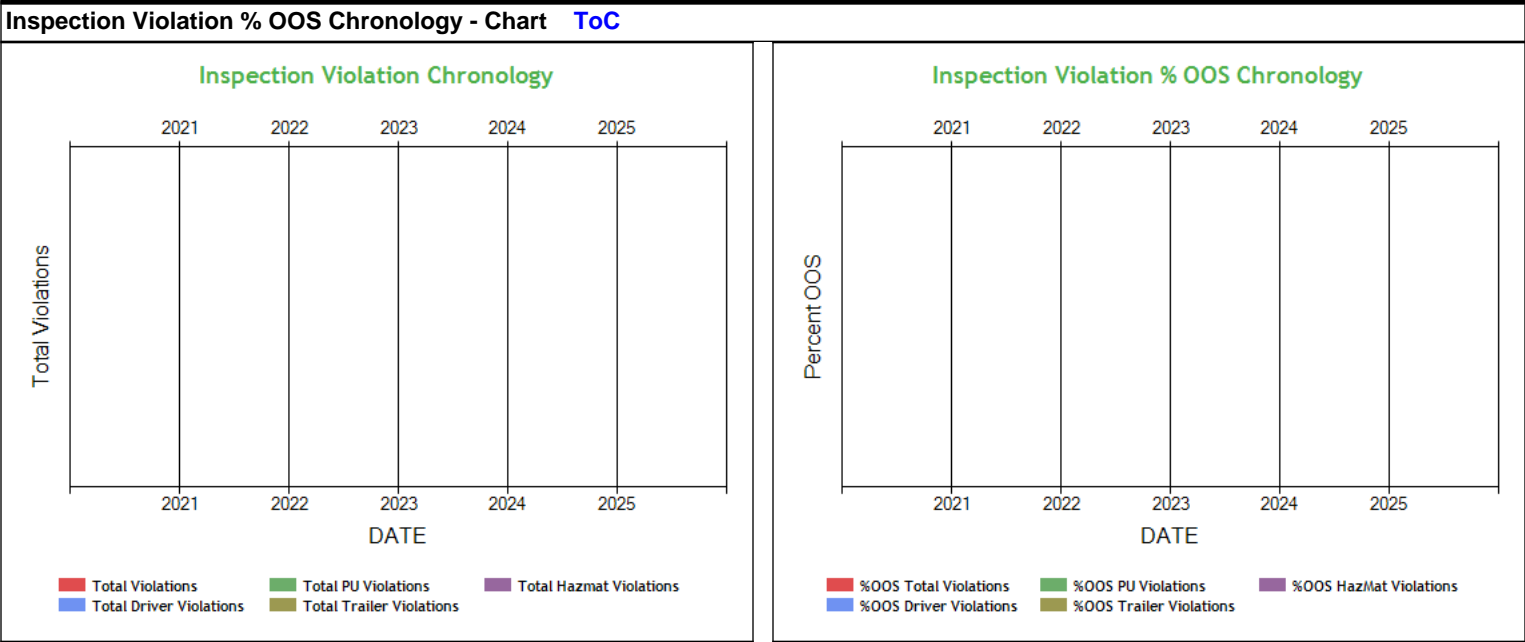 Inspection Violation % OOS Chronology - Chart ToC
Inspection Violation Chronology
2021 2022 2023 2024 2025
Total Violations
2021 2022 2023 2024 2025
DATE
Total Violations Total PU Violations Total Hazmat Violations
Total Driver Violations Total Trailer Violations
Inspection Violation % OOS Chronology
2021 2022 2023 2024 2025
Percent OOS
2021 2022 2023 2024 2025
DATE
%OOS Total Violations %OOS PU Violations %OOS HazMat Violations
%OOS Driver Violations %OOS Trailer Violations